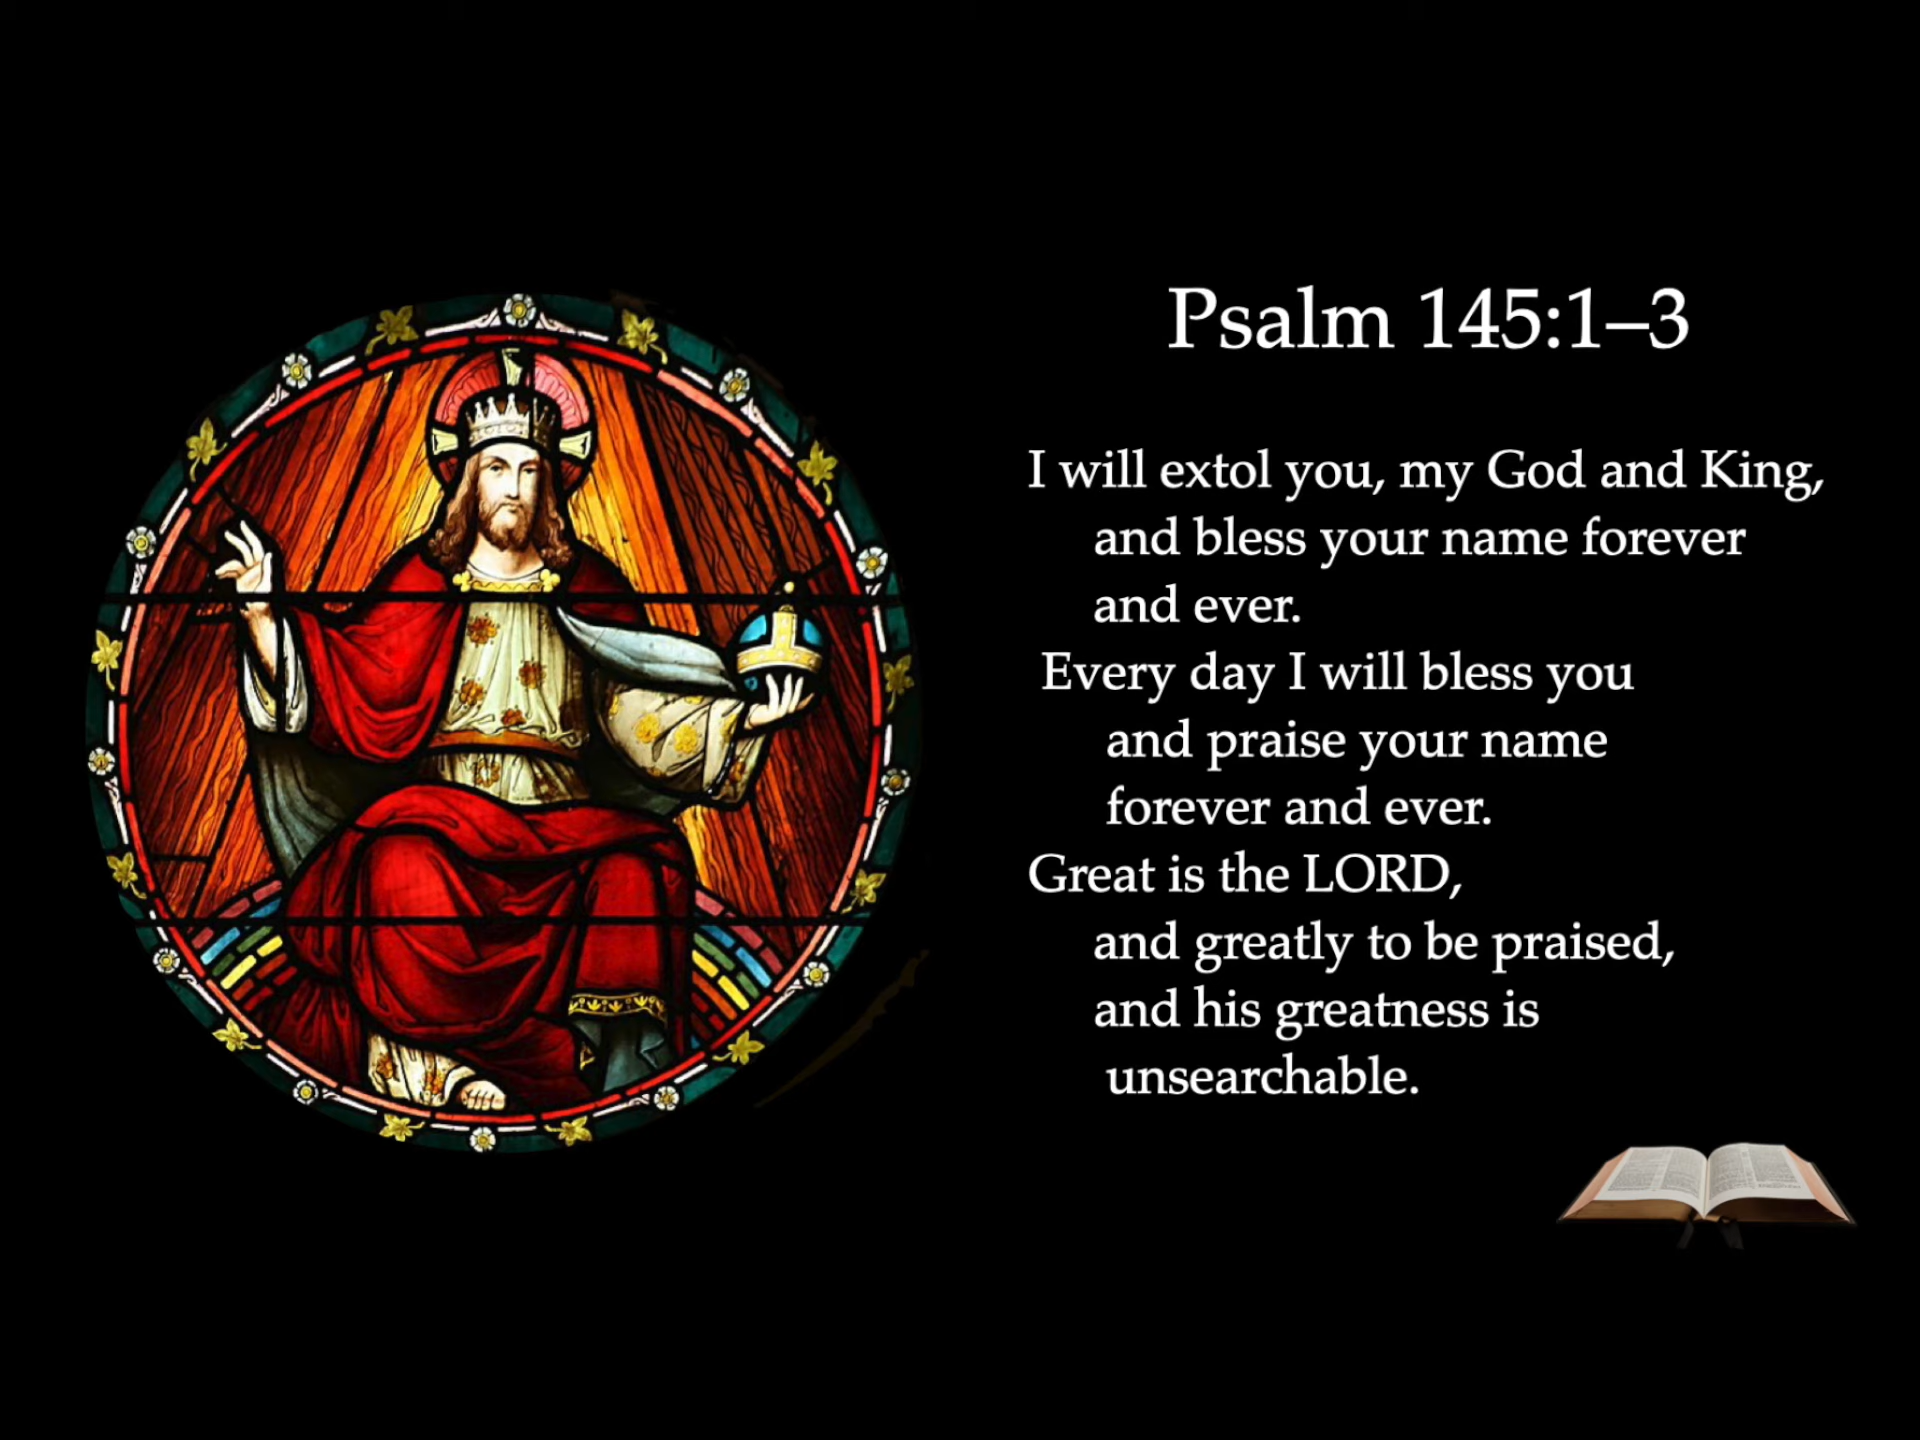 Psalm 145:1–3
I will extol you, my God and King,
and bless your name forever
and ever.
Every day I will bless you
and praise your name
forever and ever.
Great is the LORD,
and greatly to be praised,
and his greatness is
unsearchable.